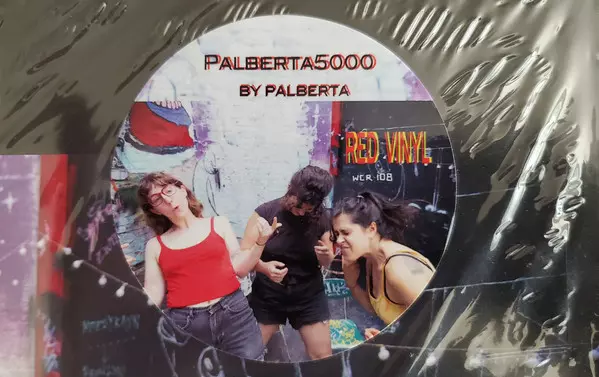 PALBERTA5000
BY PALBERTA
RED VINYL
WCR-108